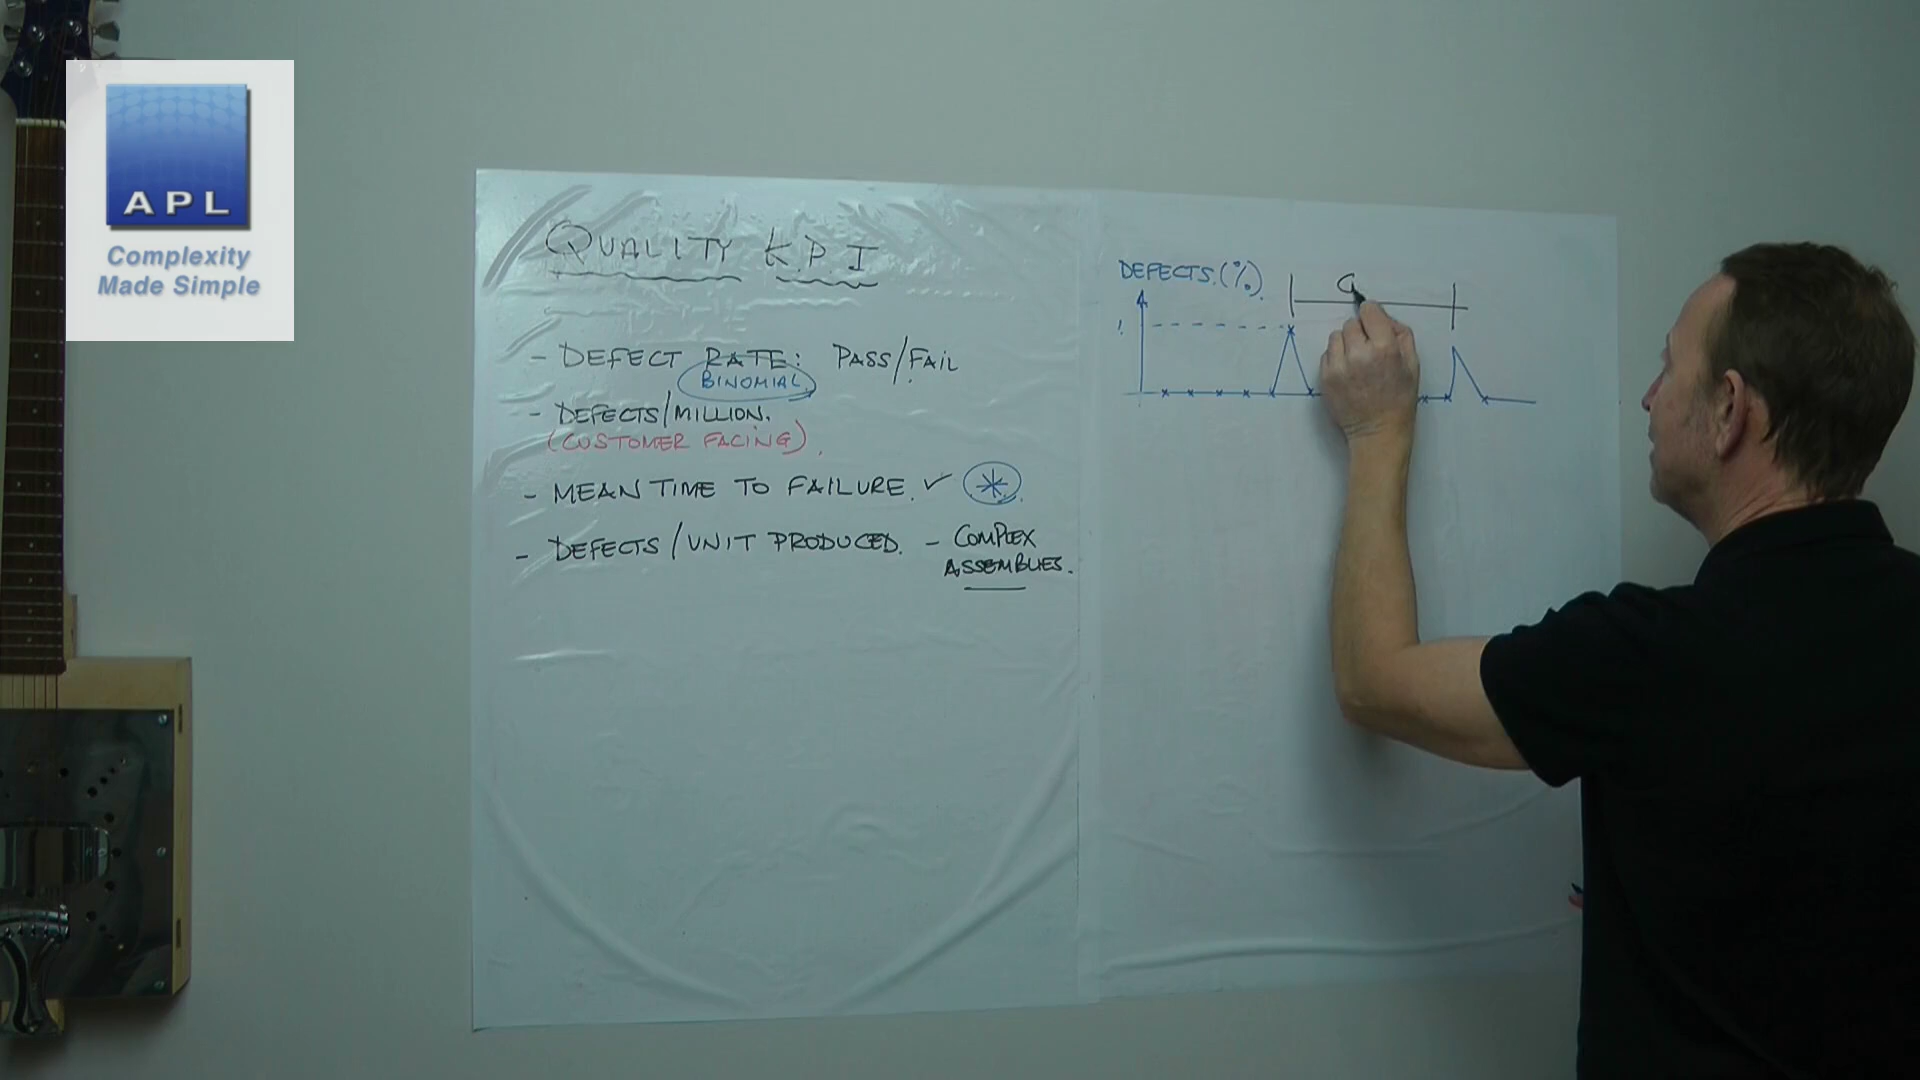 APL
Complexity
Made Simple
QUALITY K.P.I
- DEFECT RATE: PASS/FAIL
BINOMIAL
- DEFECTS/MILLION.
(CUSTOMER FACING).
- MEAN TIME TO FAILURE. ✓ *
- DEFECTS/UNIT PRODUCED. - COMPLEX
ASSEMBLIES.
DEFECTS.(%).